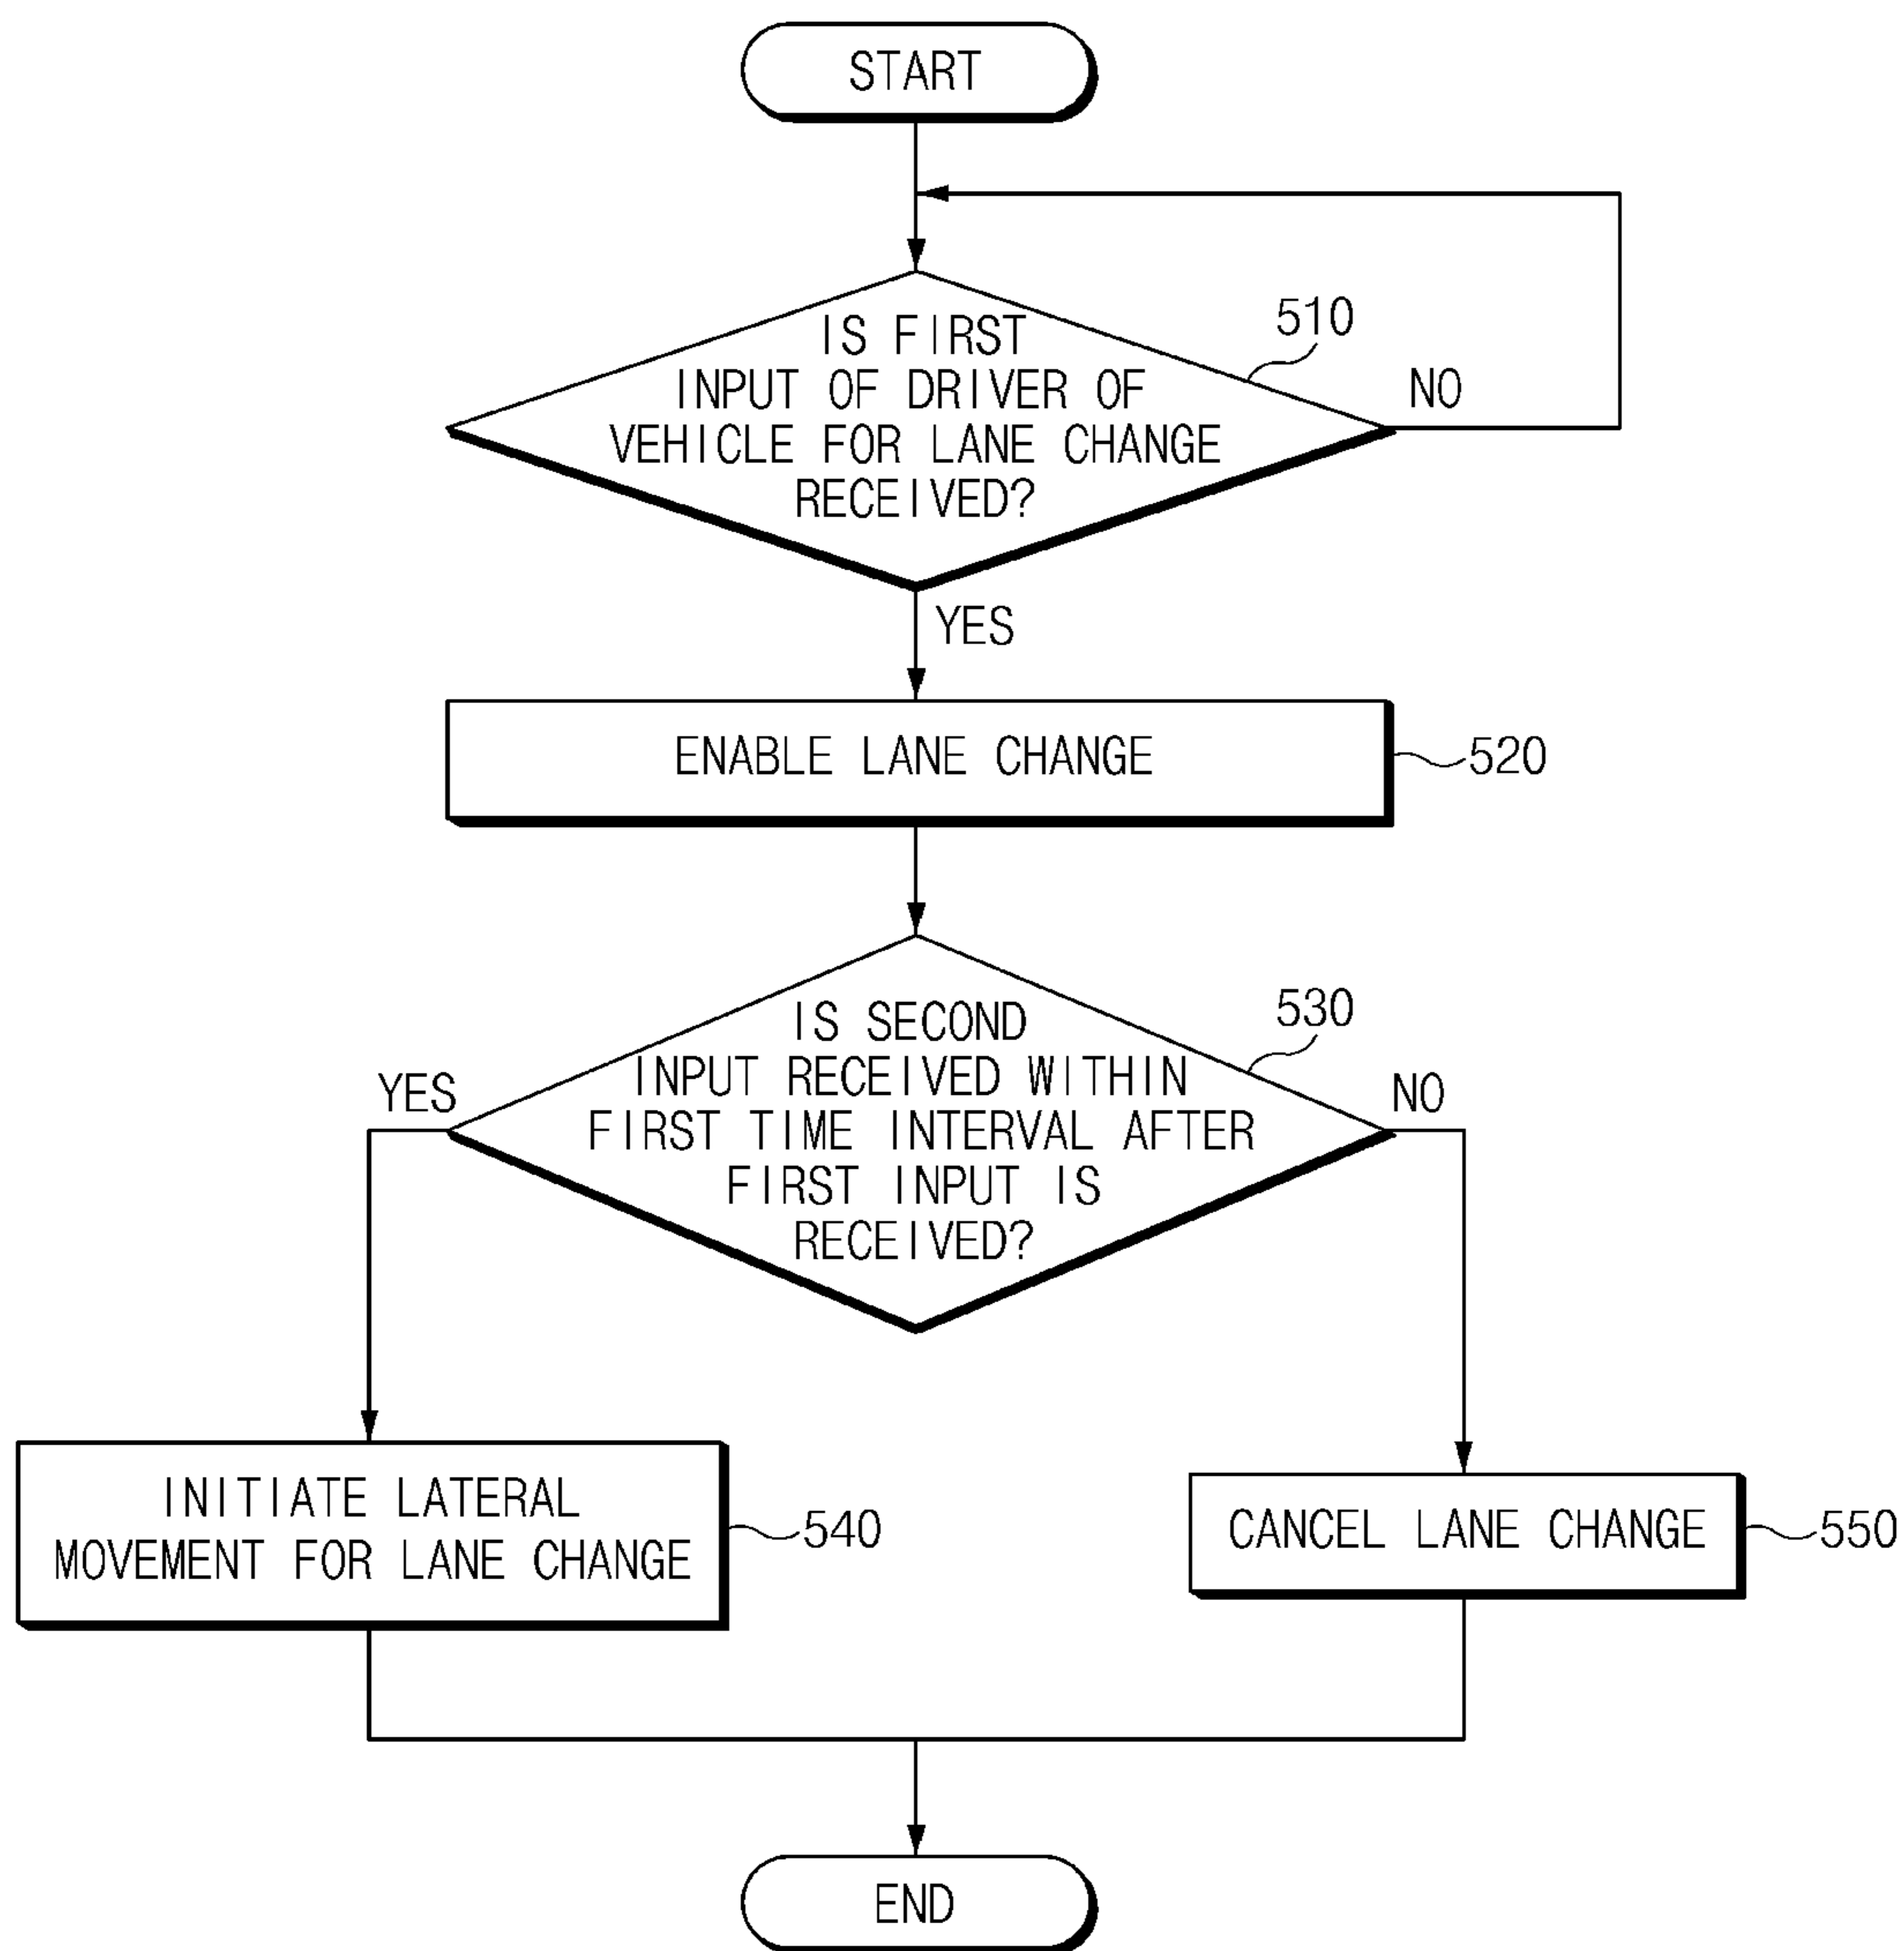 START
IS FIRST
INPUT OF DRIVER OF
VEHICLE FOR LANE CHANGE
RECEIVED?
510
NO
YES
ENABLE LANE CHANGE
520
IS SECOND
INPUT RECEIVED WITHIN
FIRST TIME INTERVAL AFTER
FIRST INPUT IS
RECEIVED?
530
YES
NO
INITIATE LATERAL
MOVEMENT FOR LANE CHANGE
540
CANCEL LANE CHANGE
550
END